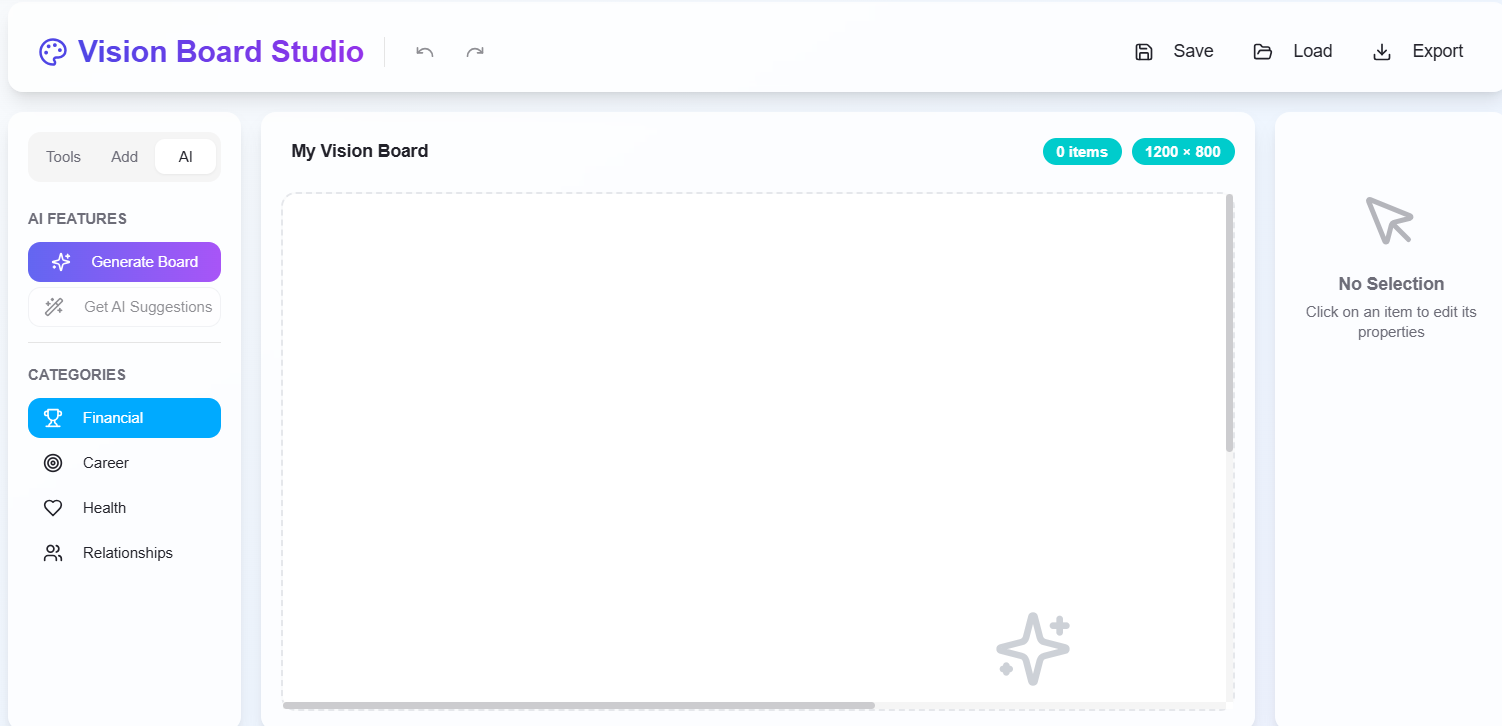 Vision Board Studio
Save
Load
Export
Tools
Add
AI
AI FEATURES
Generate Board
Get AI Suggestions
CATEGORIES
Financial
Career
Health
Relationships
My Vision Board
0 items
1200 × 800
No Selection
Click on an item to edit its
properties